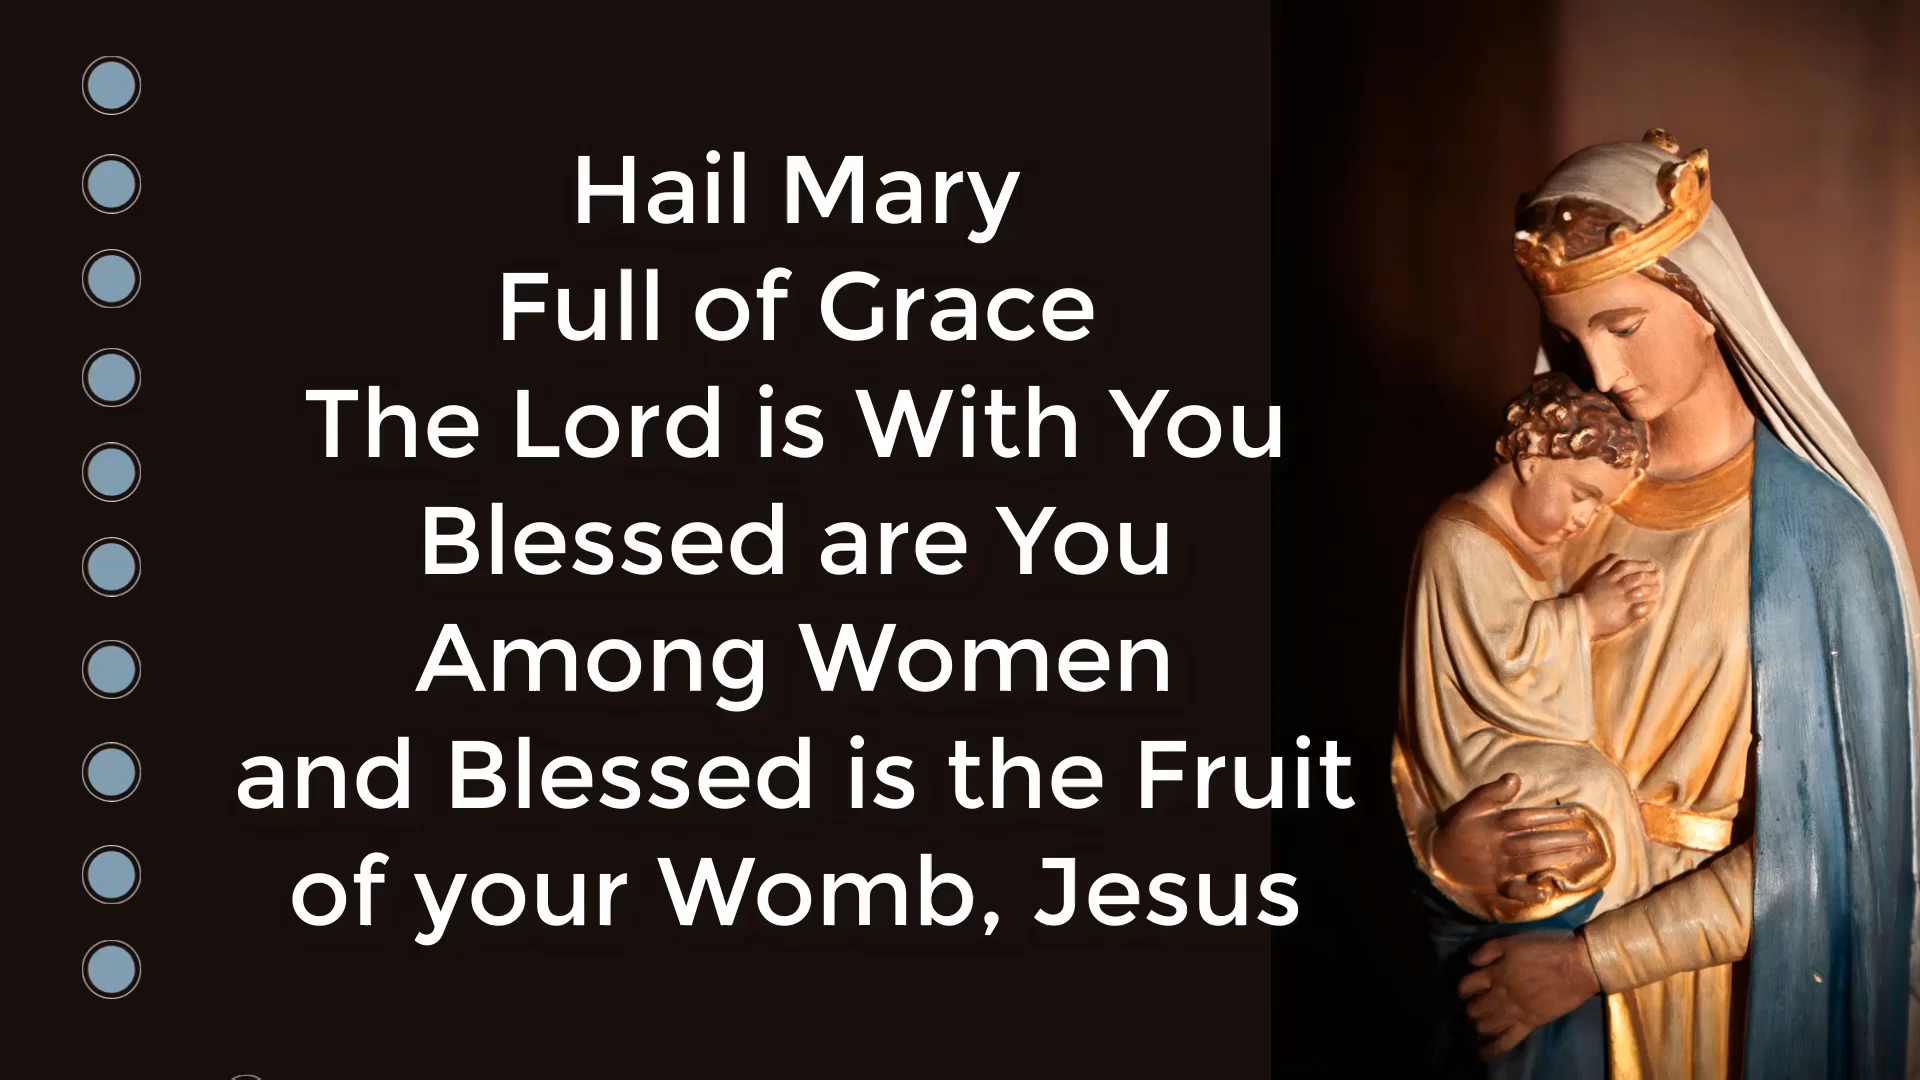 Hail Mary
Full of Grace
The Lord is With You
Blessed are You
Among Women
and Blessed is the Fruit
of your Womb, Jesus